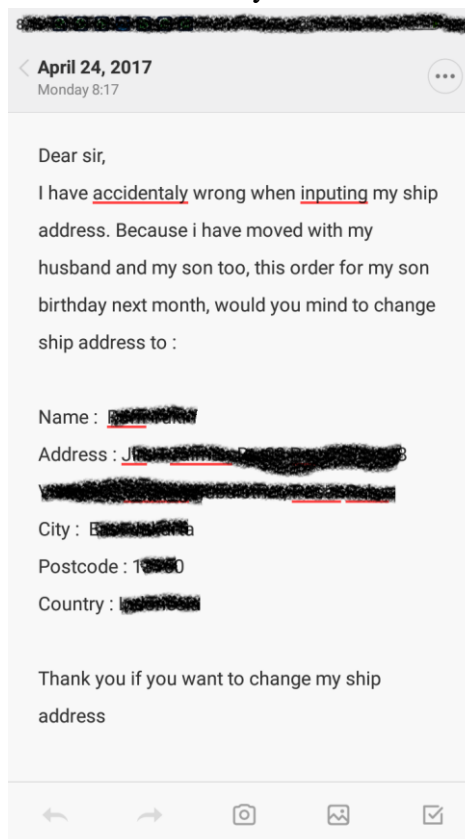 April 24, 2017
Monday 8:17
Dear sir,
I have accidentaly wrong when inputing my ship
address. Because i have moved with my
husband and my son too, this order for my son
birthday next month, would you mind to change
ship address to :
Name :
Address :
City :
Postcode :
Country :
Thank you if you want to change my ship
address